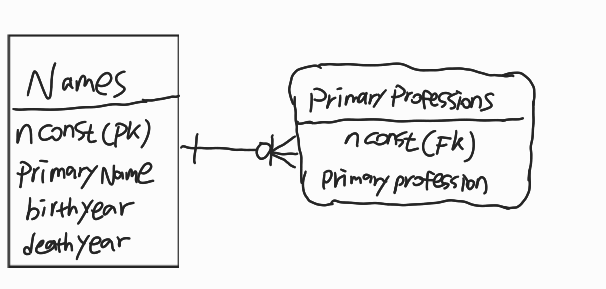 Names
nconst(PK)
PrimaryName
birthyear
deathyear
Primary Professions
nconst(FK)
primary profession